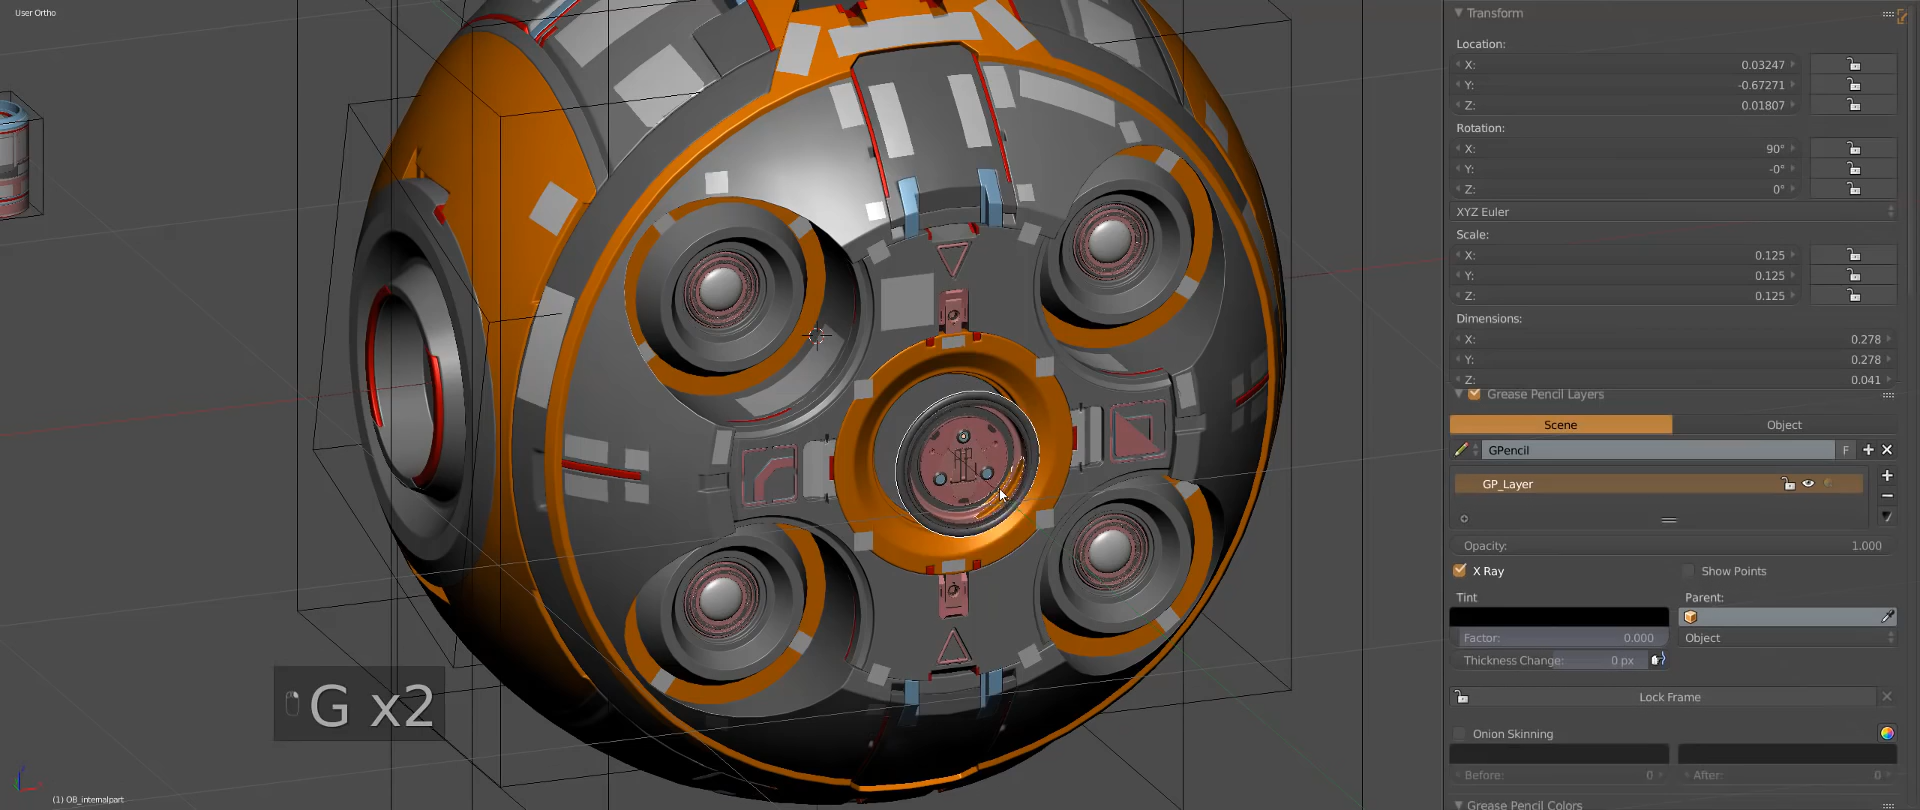 User Ortho
Transform
Location:
X: 0.03247
Y: -0.67271
Z: 0.01807
Rotation:
X: 90°
Y: -0°
Z: 0°
XYZ Euler
Scale:
X: 0.125
Y: 0.125
Z: 0.125
Dimensions:
X: 0.278
Y: 0.278
Z: 0.041
Grease Pencil Layers
Scene Object
GPencil F
GP_Layer
Opacity: 1.000
X Ray Show Points
Tint Parent:
Factor: 0.000 Object
Thickness Change: 0 px
Lock Frame
Onion Skinning
Before: 0 After: 0
Grease Pencil Colors
G x2
(1) OB_internalpart